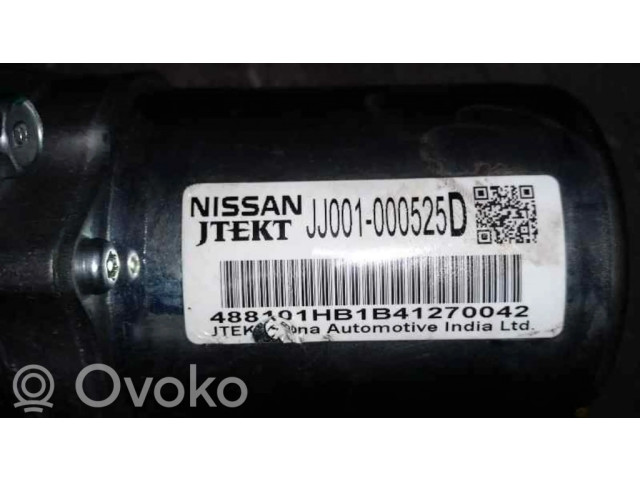 NISSAN JJ001-000525D
JTEKT
488101HB1B41270042
Automotive India Ltd.
Ovoko